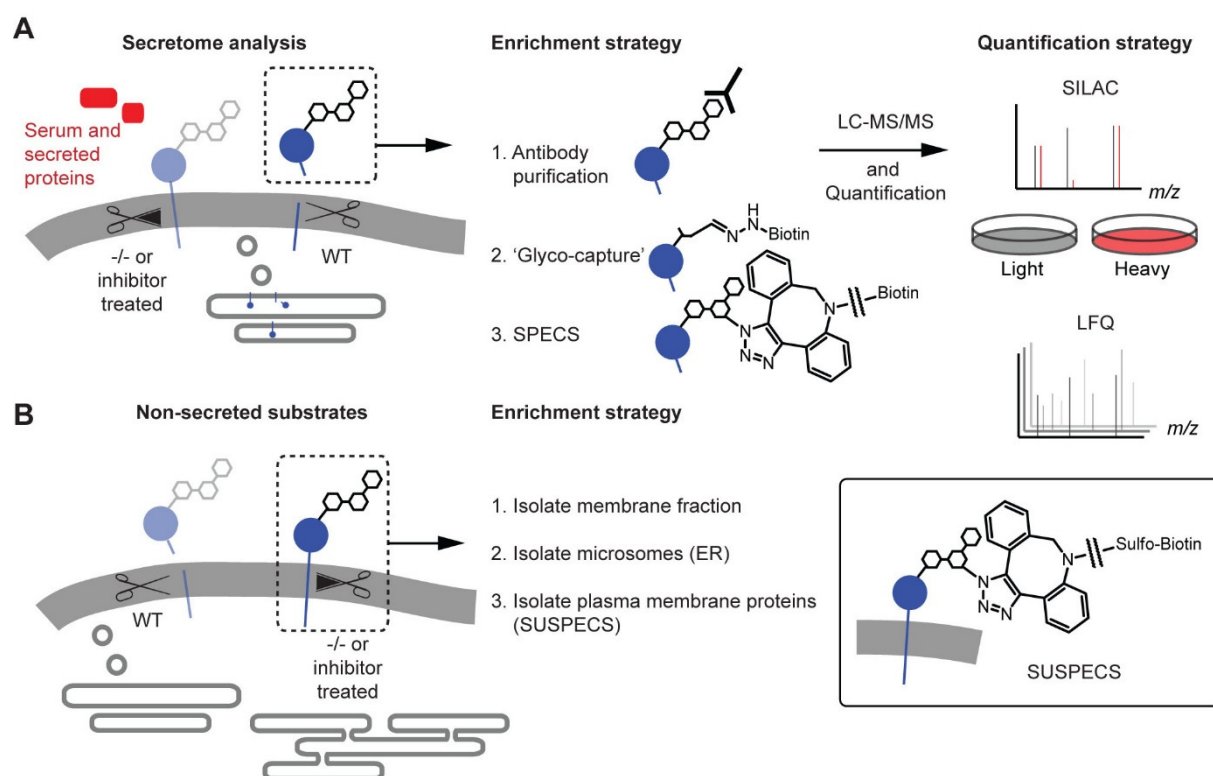 A
Secretome analysis
Serum and
secreted
proteins
-/- or
inhibitor
treated
WT
Enrichment strategy
1. Antibody
purification
2. 'Glyco-capture'
H
N
N
Biotin
3. SPECS
N
N
N
N
Biotin
LC-MS/MS
and
Quantification
Quantification strategy
SILAC
m/z
Light
Heavy
LFQ
m/z
B
Non-secreted substrates
WT
-/- or
inhibitor
treated
Enrichment strategy
1. Isolate membrane fraction
2. Isolate microsomes (ER)
3. Isolate plasma membrane proteins
(SUSPECS)
N
N
N
N
Sulfo-Biotin
SUSPECS